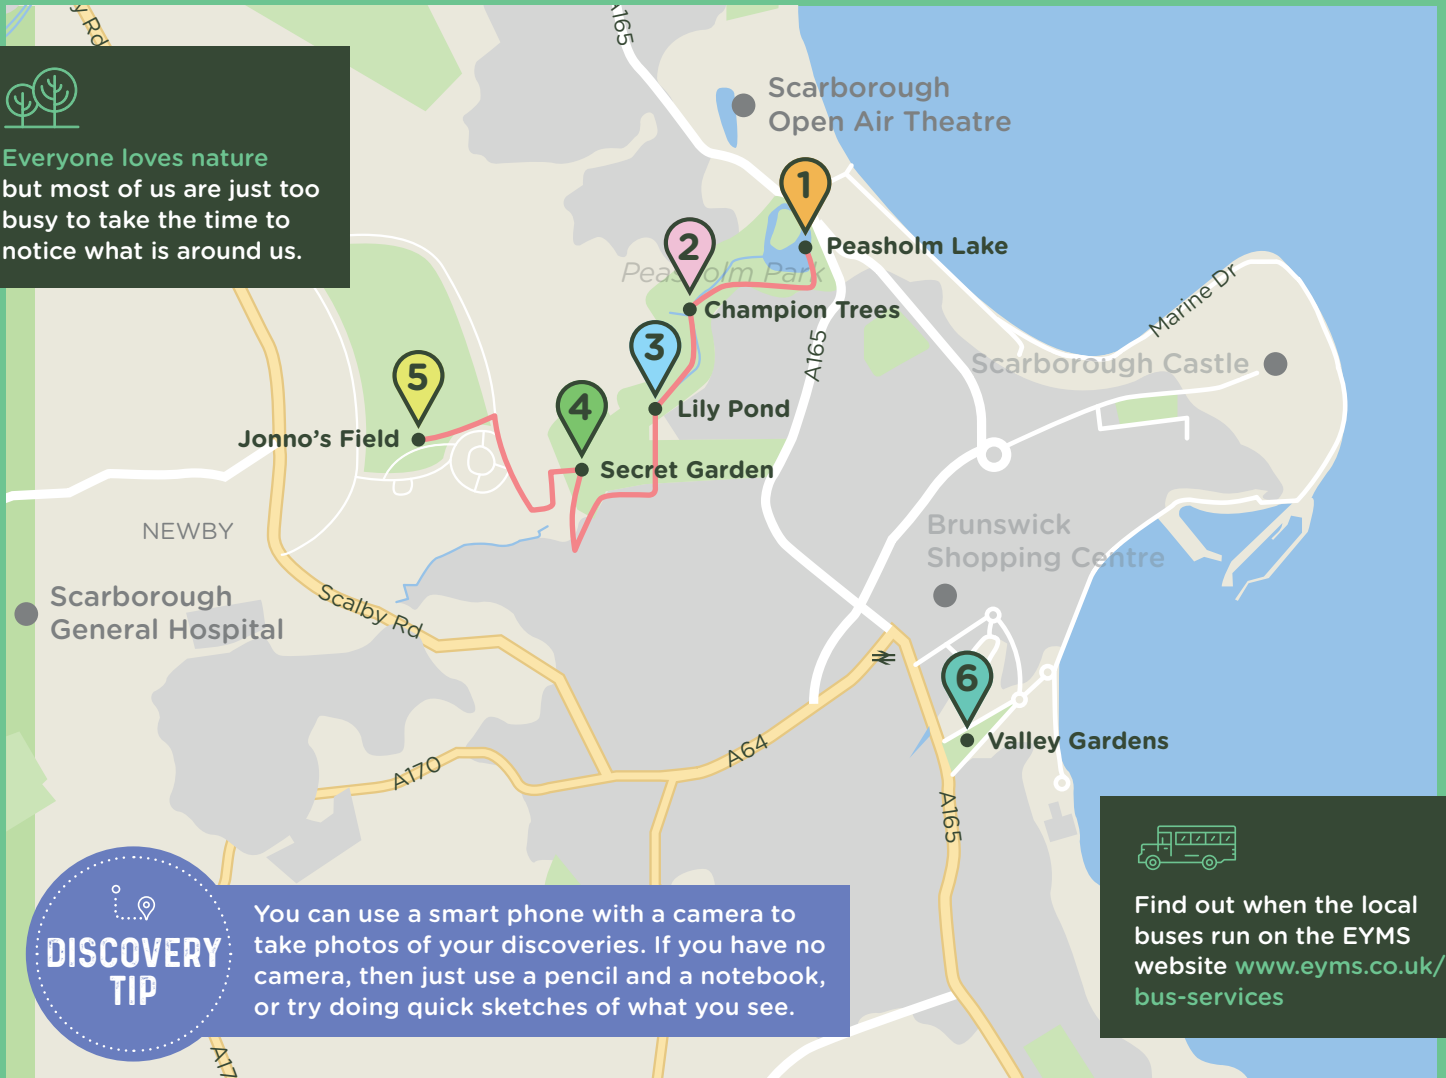 y Rd
A165
Everyone loves nature
but most of us are just too
busy to take the time to
notice what is around us.
Scarborough
Open Air Theatre
1
Peasholm Lake
2
Peasholm Park
Champion Trees
Marine Dr
A165
Scarborough Castle
3
Lily Pond
5
Jonno's Field
4
Secret Garden
NEWBY
Brunswick
Shopping Centre
Scarborough
General Hospital
Scalby Rd
6
Valley Gardens
A64
A170
A165
DISCOVERY
TIP
You can use a smart phone with a camera to
take photos of your discoveries. If you have no
camera, then just use a pencil and a notebook,
or try doing quick sketches of what you see.
Find out when the local
buses run on the EYMS
website www.eyms.co.uk/
bus-services
A17